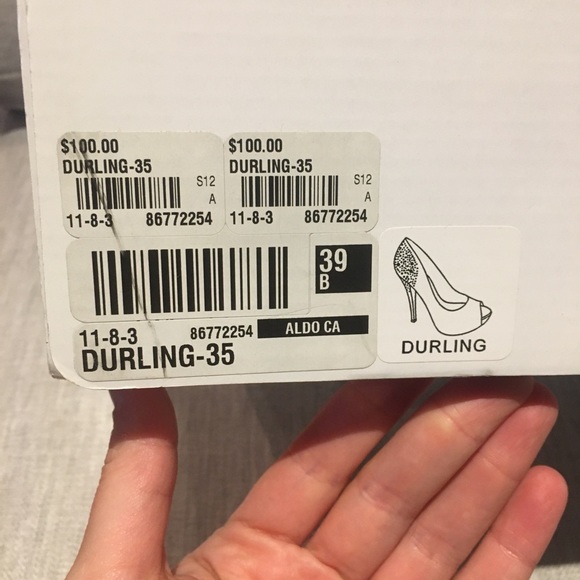 $100.00
DURLING-35
S12
A
11-8-3 86772254
$100.00
DURLING-35
S12
A
11-8-3 86772254
39
B
11-8-3 86772254 ALDO CA
DURLING-35
DURLING